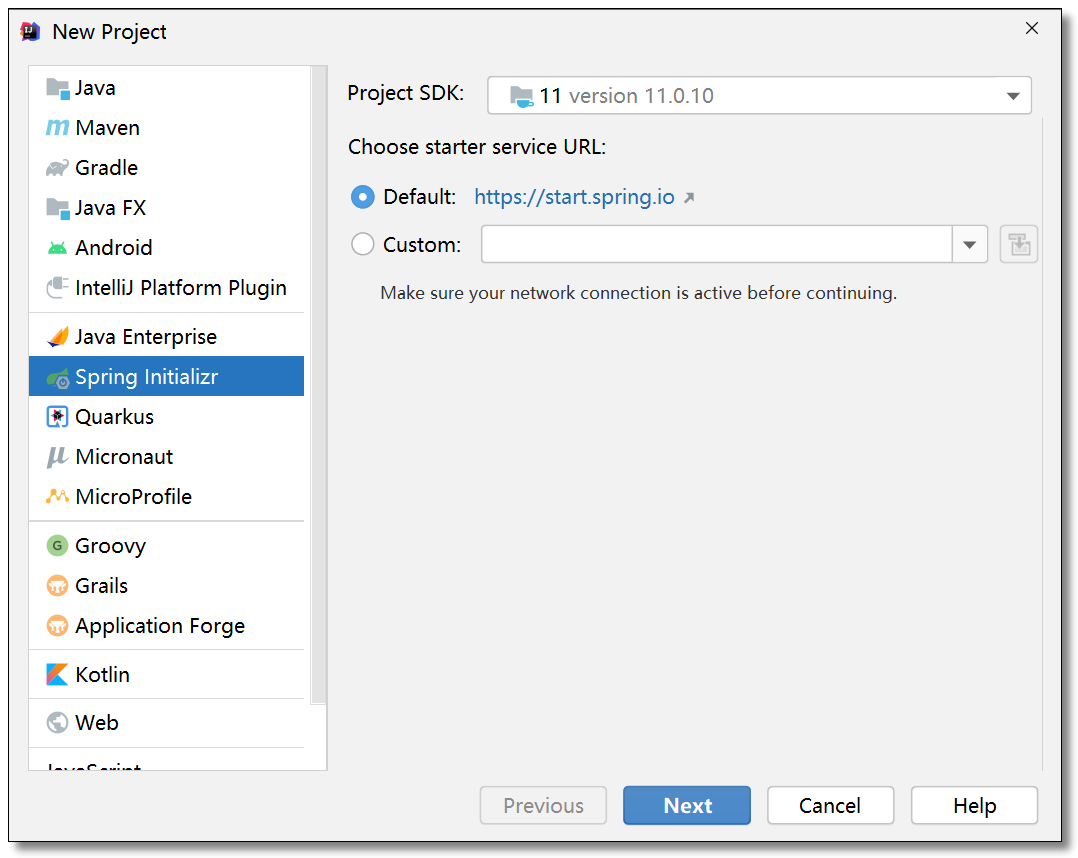 New Project
Java
Maven
Gradle
Java FX
Android
IntelliJ Platform Plugin
Java Enterprise
Spring Initializr
Quarkus
Micronaut
MicroProfile
Groovy
Grails
Application Forge
Kotlin
Web
JavaScript
Project SDK: 11 version 11.0.10
Choose starter service URL:
Default: https://start.spring.io
Custom:
Make sure your network connection is active before continuing.
Previous Next Cancel Help